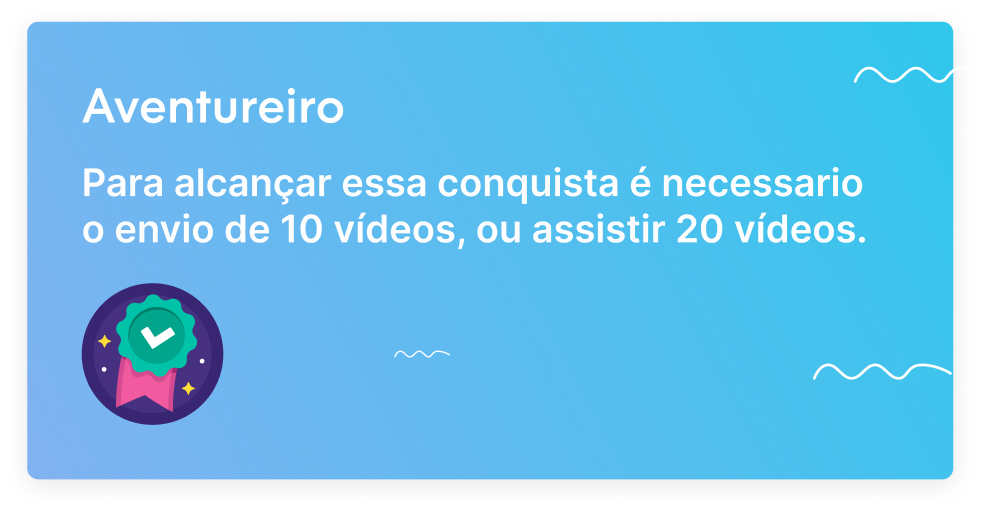 Aventureiro
Para alcançar essa conquista é necessario
o envio de 10 vídeos, ou assistir 20 vídeos.